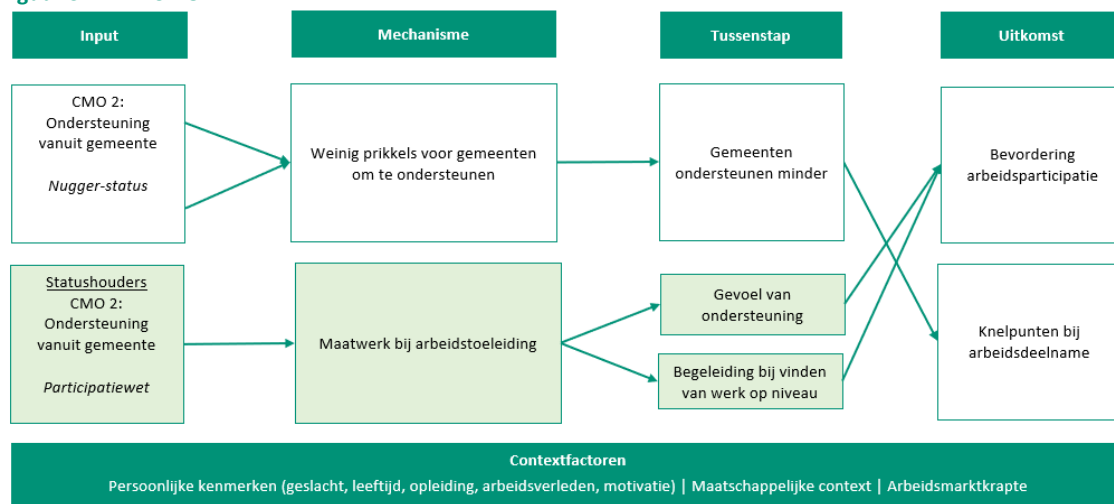 Input
Mechanisme
Tussenstap
Uitkomst
CMO 2:
Ondersteuning
vanuit gemeente
Nugger-status
Weinig prikkels voor gemeenten
om te ondersteunen
Gemeenten
ondersteunen minder
Bevordering
arbeidsparticipatie
Statushouders
CMO 2:
Ondersteuning
vanuit gemeente
Participatiewet
Maatwerk bij arbeidstoeleiding
Gevoel van
ondersteuning
Begeleiding bij vinden
van werk op niveau
Knelpunten bij
arbeidsdeelname
Contextfactoren
Persoonlijke kenmerken (geslacht, leeftijd, opleiding, arbeidsverleden, motivatie) | Maatschappelijke context | Arbeidsmarktkrapte